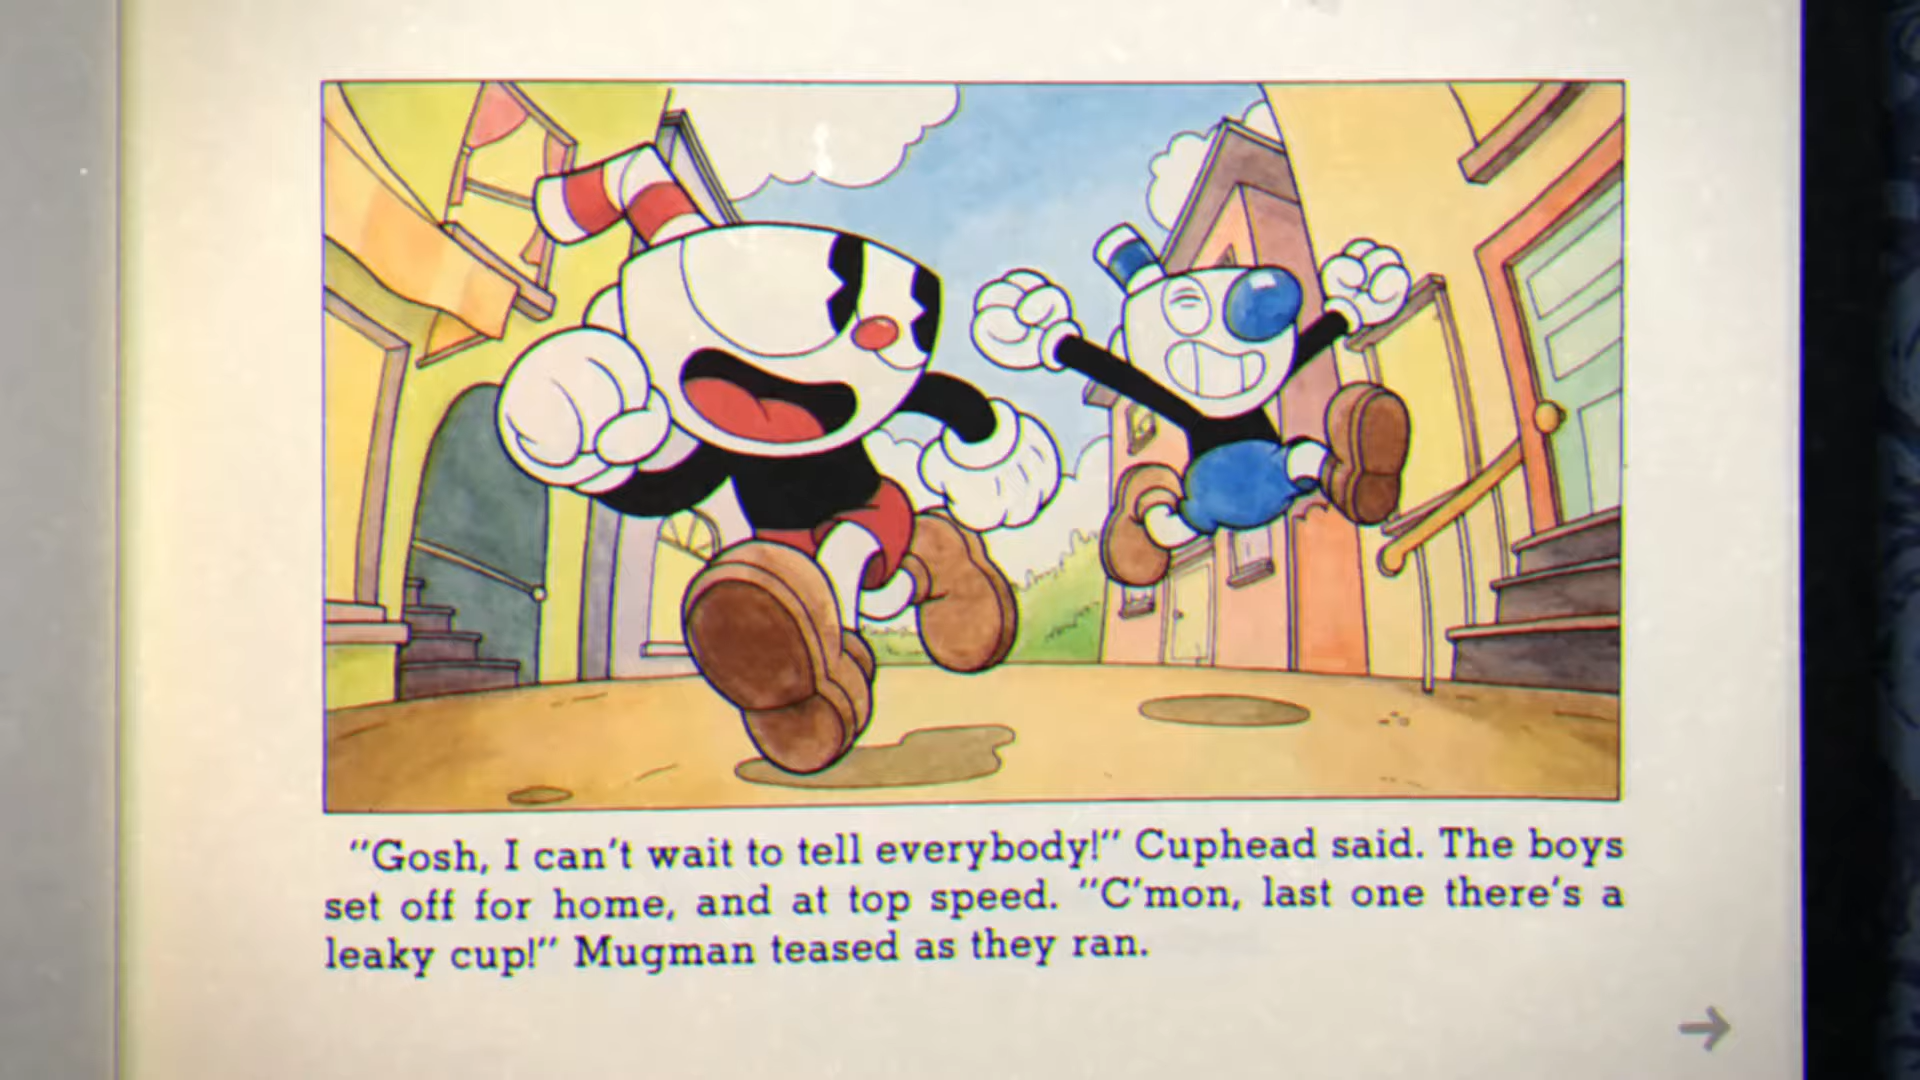 “Gosh, I can’t wait to tell everybody!” Cuphead said. The boys
set off for home, and at top speed. “C’mon, last one there’s a
leaky cup!” Mugman teased as they ran.